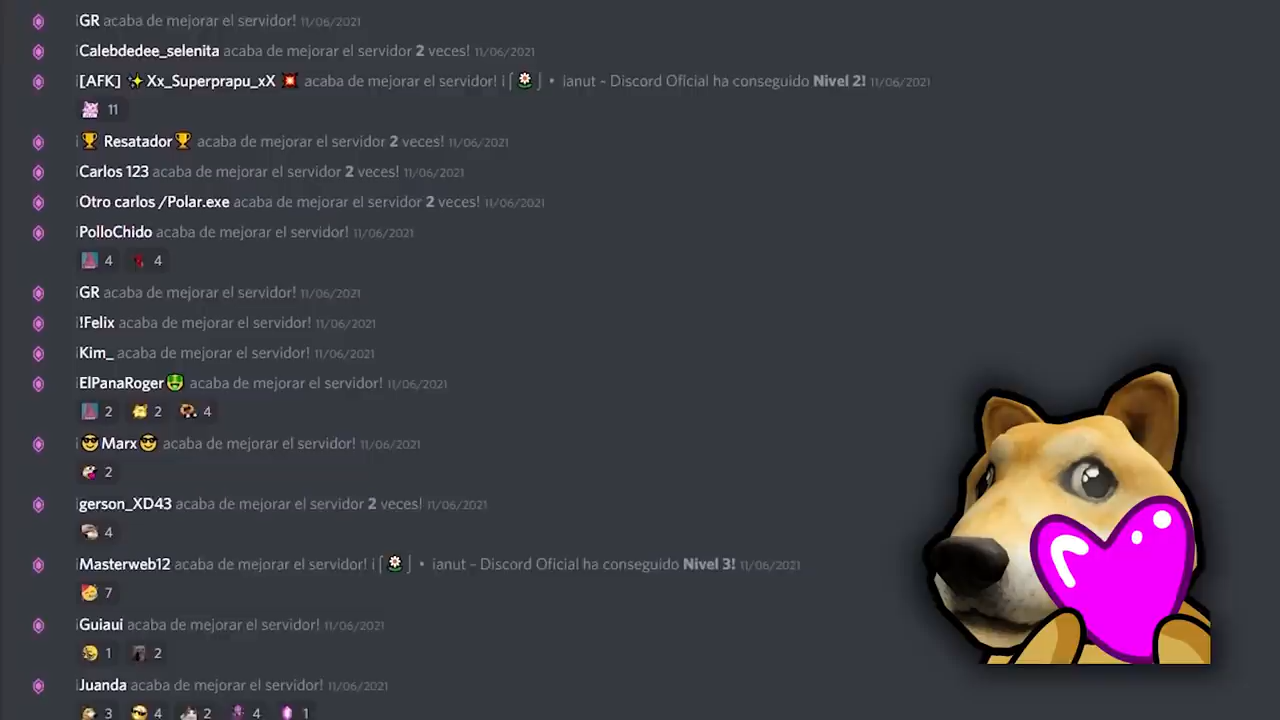 ¡GR acaba de mejorar el servidor! 11/06/2021
¡Calebdedee_selenita acaba de mejorar el servidor 2 veces! 11/06/2021
¡[AFK] ✨ Xx_Superprapu_xX 💥 acaba de mejorar el servidor! ¡⌈🌼⌋ • ianut - Discord Oficial ha conseguido Nivel 2! 11/06/2021
11
¡🏆 Resatador🏆 acaba de mejorar el servidor 2 veces! 11/06/2021
¡Carlos 123 acaba de mejorar el servidor 2 veces! 11/06/2021
¡Otro carlos /Polar.exe acaba de mejorar el servidor 2 veces! 11/06/2021
¡PolloChido acaba de mejorar el servidor! 11/06/2021
4 4
¡GR acaba de mejorar el servidor! 11/06/2021
¡!Felix acaba de mejorar el servidor! 11/06/2021
¡Kim_ acaba de mejorar el servidor! 11/06/2021
¡ElPanaRoger🤑 acaba de mejorar el servidor! 11/06/2021
2 2 4
¡😎Marx😎 acaba de mejorar el servidor! 11/06/2021
2
¡gerson_XD43 acaba de mejorar el servidor 2 veces! 11/06/2021
4
¡Masterweb12 acaba de mejorar el servidor! ¡⌈🌼⌋ • ianut - Discord Oficial ha conseguido Nivel 3! 11/06/2021
7
¡Guiaui acaba de mejorar el servidor! 11/06/2021
1 2
¡Juanda acaba de mejorar el servidor! 11/06/2021
3 4 2 4 1